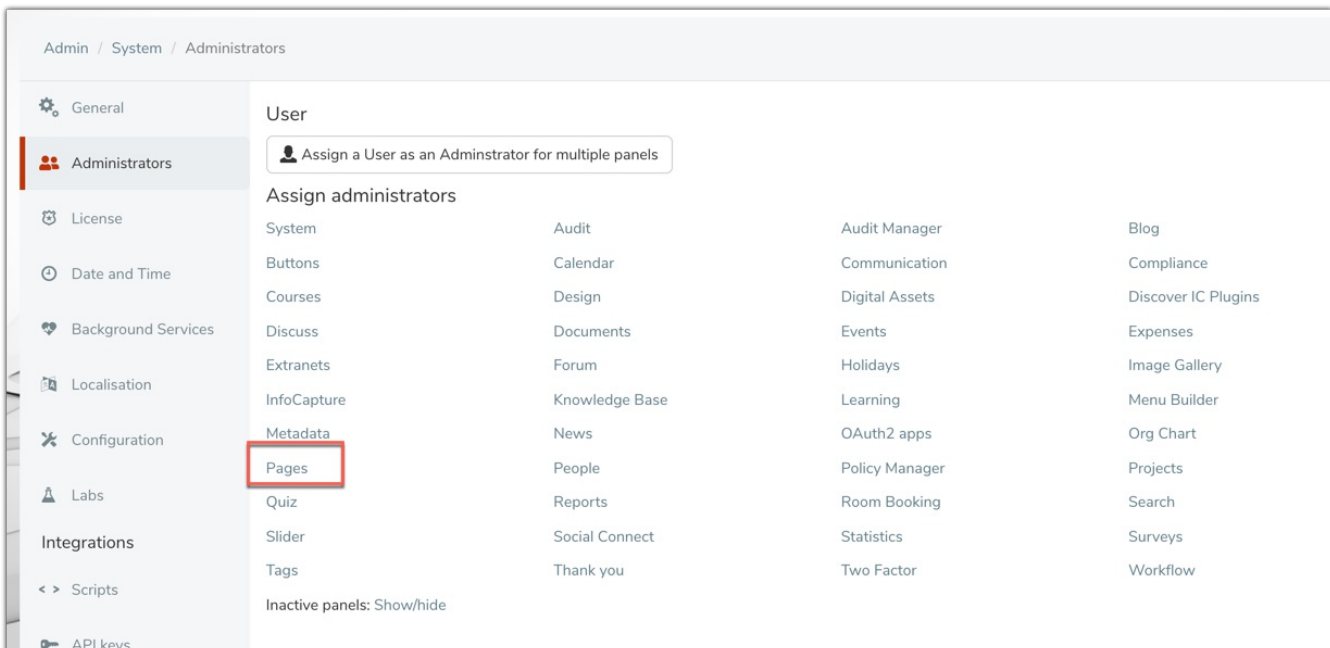 Admin / System / Administrators
General
Administrators
License
Date and Time
Background Services
Localisation
Configuration
Labs
Integrations
< > Scripts
API keys
User
Assign a User as an Adminstrator for multiple panels
Assign administrators
System Audit Audit Manager Blog
Buttons Calendar Communication Compliance
Courses Design Digital Assets Discover IC Plugins
Discuss Documents Events Expenses
Extranets Forum Holidays Image Gallery
InfoCapture Knowledge Base Learning Menu Builder
Metadata News OAuth2 apps Org Chart
Pages People Policy Manager Projects
Quiz Reports Room Booking Search
Slider Social Connect Statistics Surveys
Tags Thank you Two Factor Workflow
Inactive panels: Show/hide